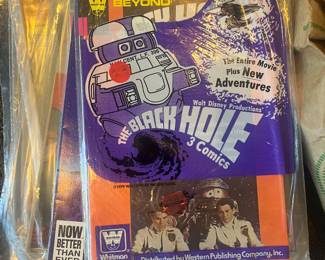 BEYOND
The Entire Movie
Plus New
Adventures
Walt Disney Productions'
THE BLACK HOLE
3 Comics
NOW
BETTER
THAN
EVER
Whitman
Distributed by Western Publishing Company, Inc.